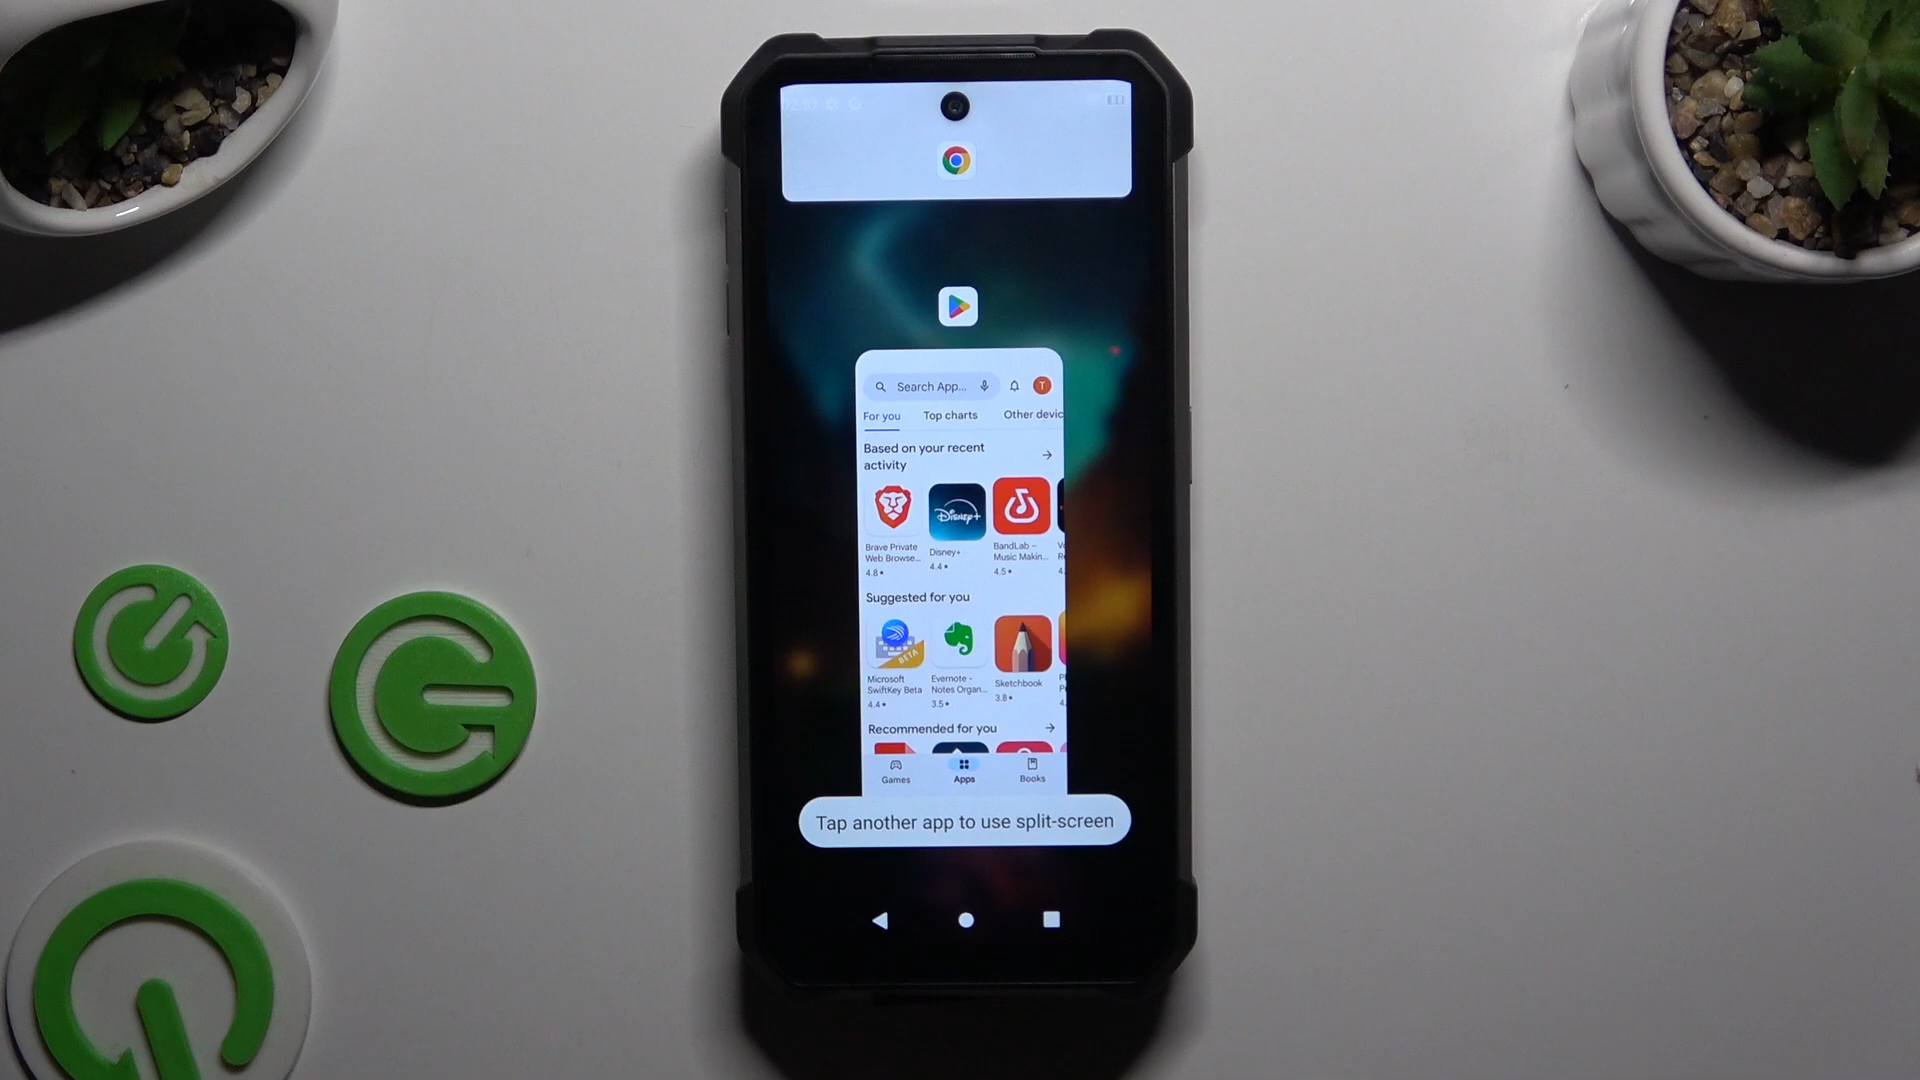 Search App...
T
For you Top charts Other devic
Based on your recent
activity
Disney+
Brave Private
Web Browse...
4.8
Disney+
4.4
BandLab –
Music Makin...
4.5
Suggested for you
BETA
Microsoft
SwiftKey Beta
4.4
Evernote -
Notes Organ...
3.5
Sketchbook
3.8
Recommended for you
Games Apps Books
Tap another app to use split-screen